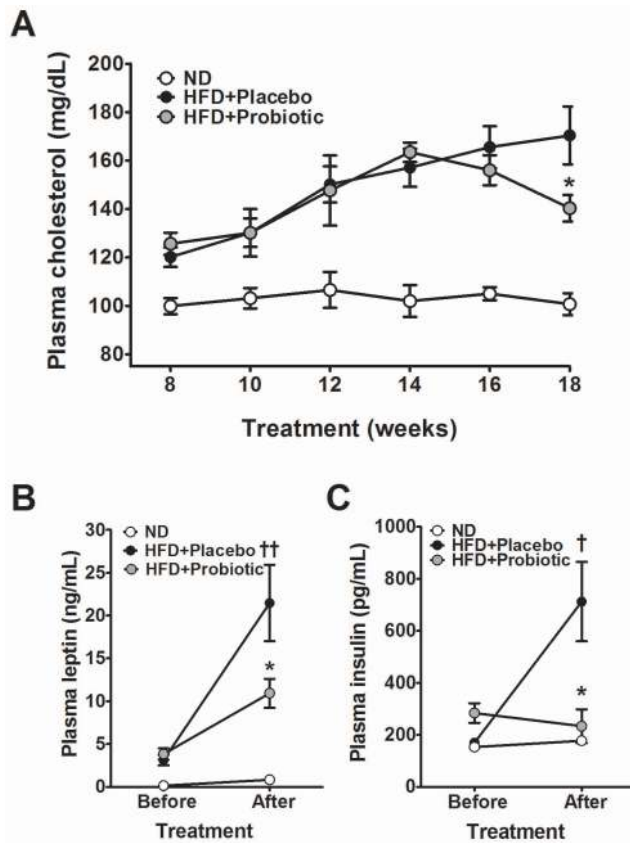 A
Plasma cholesterol (mg/dL)
200
180
160
140
120
100
80
ND
HFD+Placebo
HFD+Probiotic
*
8 10 12 14 16 18
Treatment (weeks)
B
Plasma leptin (ng/mL)
30
25
20
15
10
5
0
ND
HFD+Placebo ††
HFD+Probiotic
*
Before After
Treatment
C
Plasma insulin (pg/mL)
1000
800
600
400
200
0
ND
HFD+Placebo †
HFD+Probiotic
*
Before After
Treatment